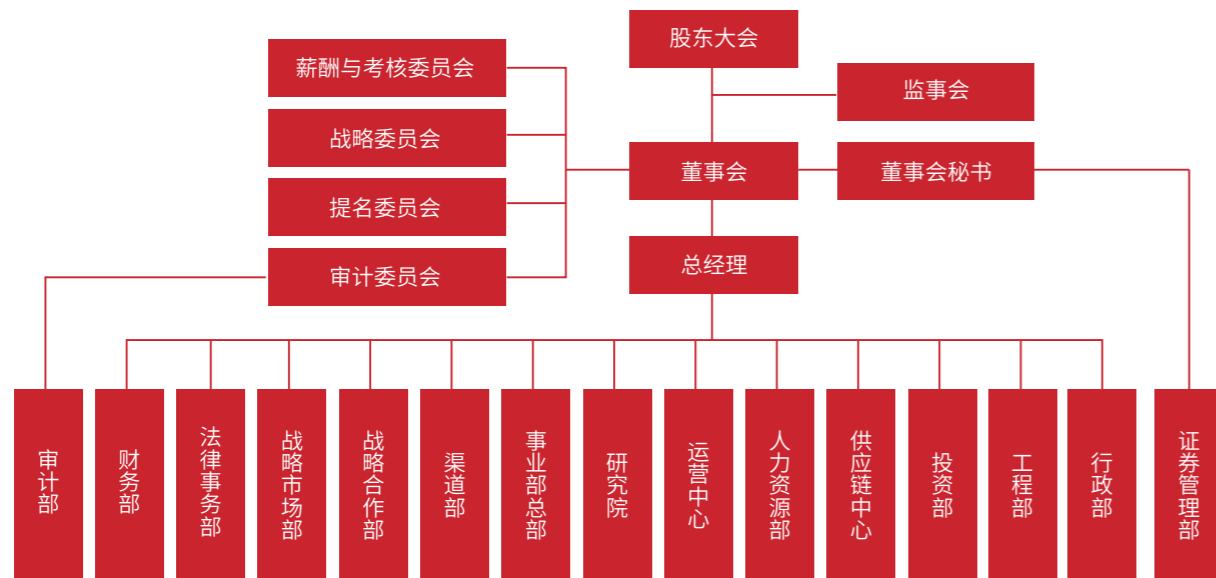 股东大会
薪酬与考核委员会
监事会
战略委员会
董事会
董事会秘书
提名委员会
总经理
审计委员会
审计部
财务部
法律事务部
战略市场部
战略合作部
渠道部
事业部总部
研究院
运营中心
人力资源部
供应链中心
投资部
工程部
行政部
证券管理部